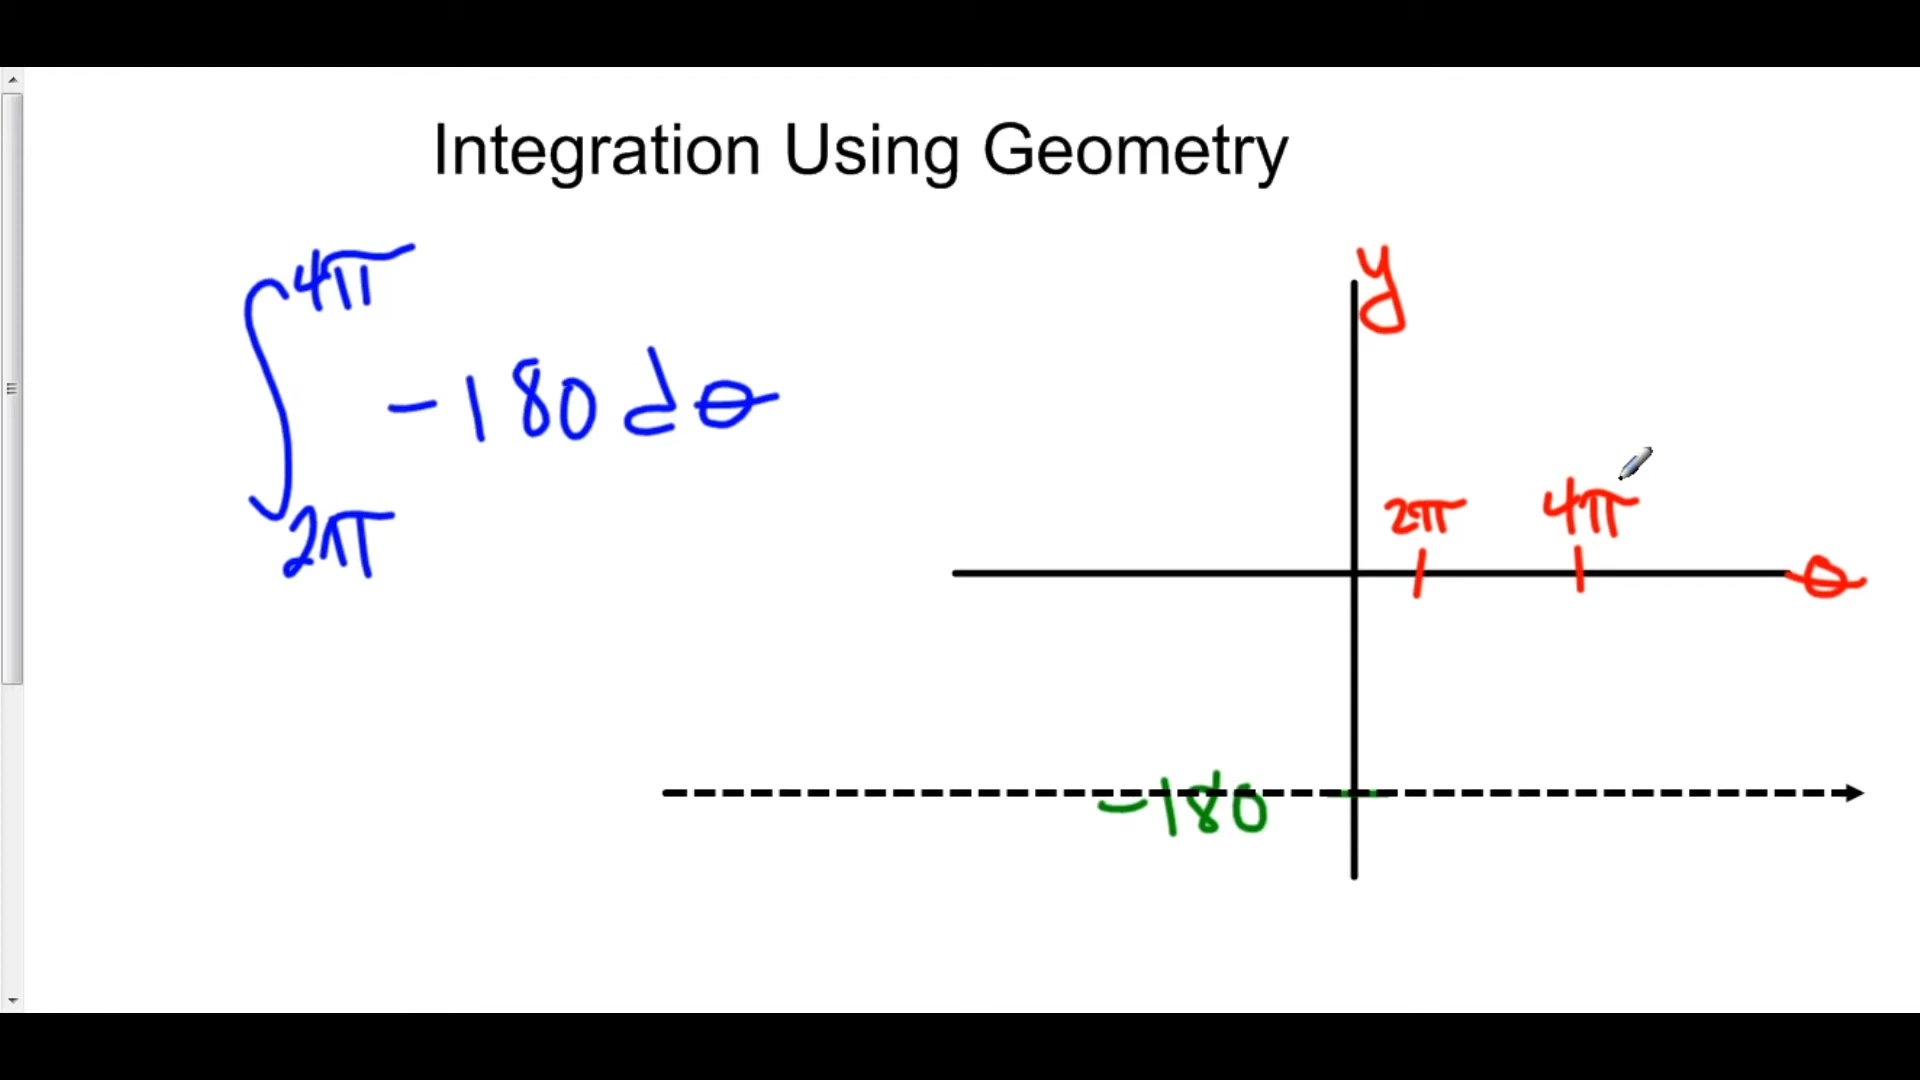 Integration Using Geometry
∫ 4π
-180 dθ
2π
y
2π 4π
θ
-180